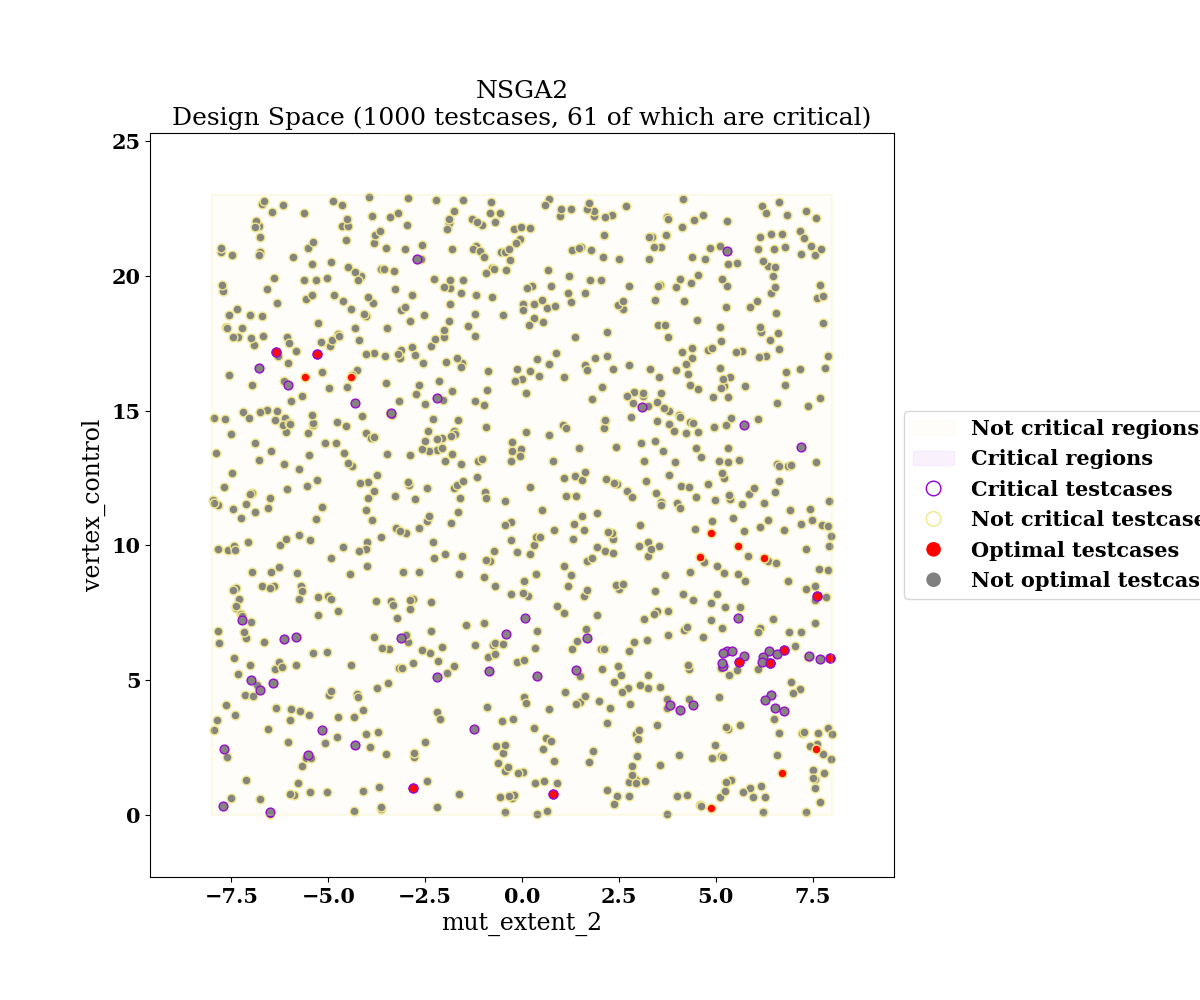 NSGA2
Design Space (1000 testcases, 61 of which are critical)
25
20
15
10
5
0
vertex_control
−7.5 −5.0 −2.5 0.0 2.5 5.0 7.5
mut_extent_2
Not critical regions
Critical regions
Critical testcases
Not critical testcase
Optimal testcases
Not optimal testcas